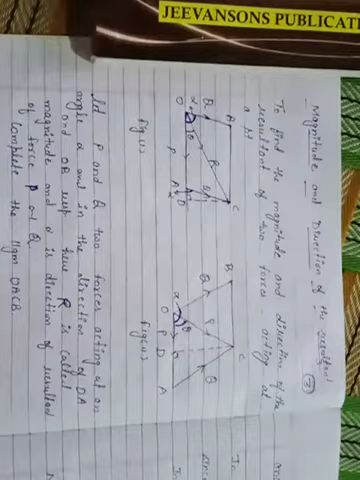 JEEVANSONS PUBLICAT
Magnitude and Direction of the resultant
3
To find the magnitude and direction of the
resultant of two forces acting at
a pt
B
C
Q
R
α
θ
O
P
A
D
Fig (i)
B
C
Q
R
Q
α
θ
O
P
D
A
Fig (ii)
let P and Q two forces acting at an
angle α and in the direction of OA
and OB resp true R is called
magnitude and θ is direction of resultant
of force P and Q.
Complete the llgm OACB